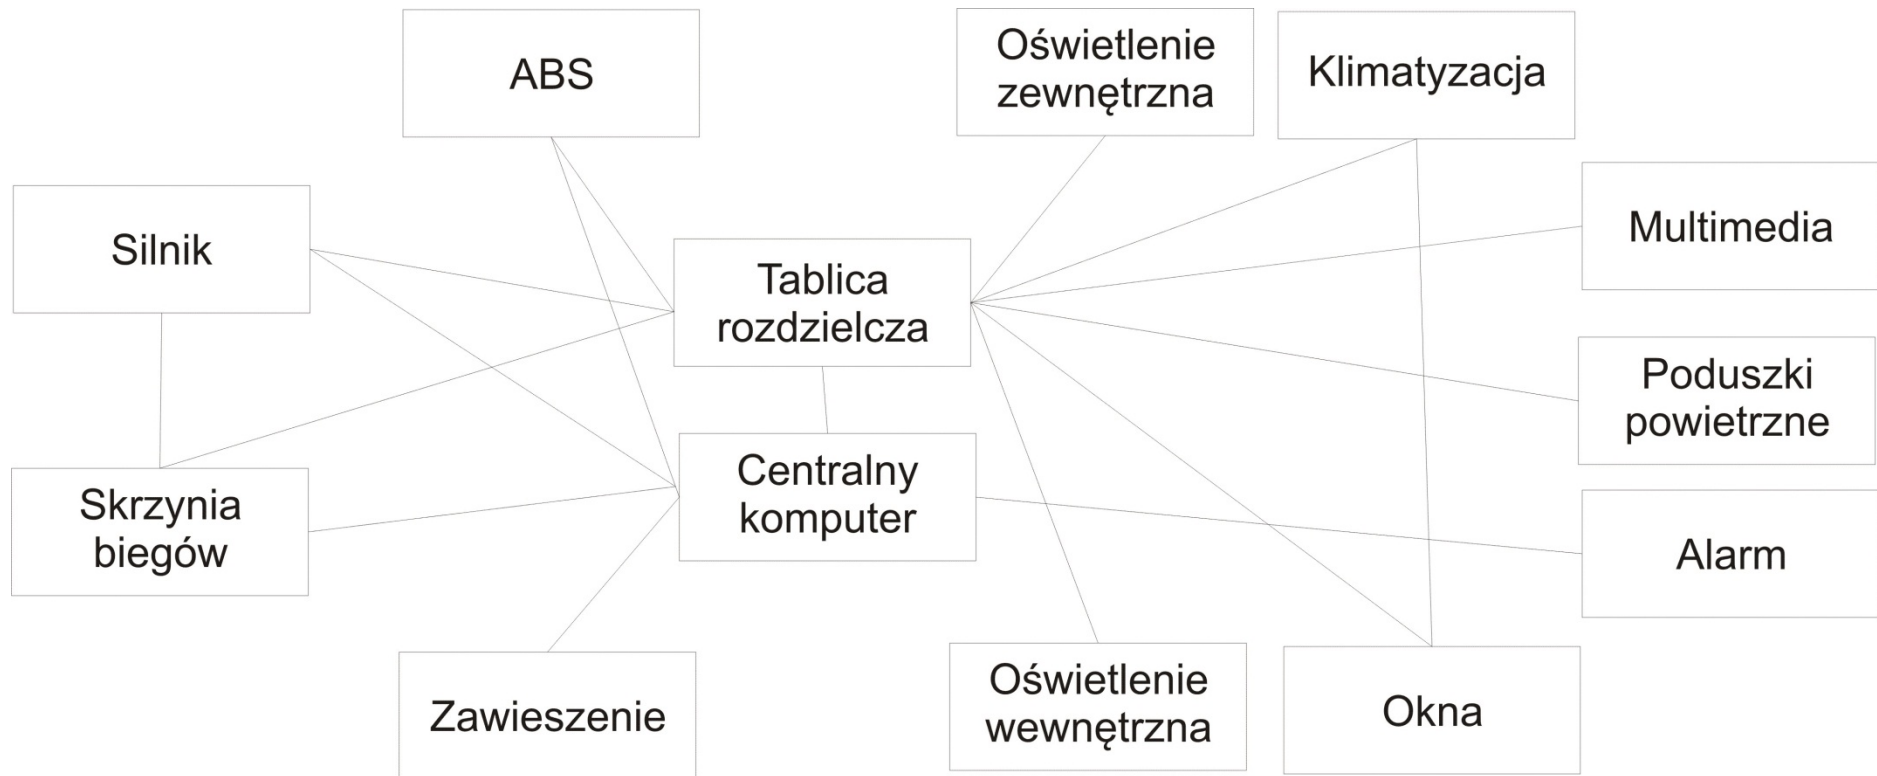 ABS
Oświetlenie
zewnętrzna
Klimatyzacja
Silnik
Tablica
rozdzielcza
Multimedia
Poduszki
powietrzne
Skrzynia
biegów
Centralny
komputer
Alarm
Zawieszenie
Oświetlenie
wewnętrzna
Okna